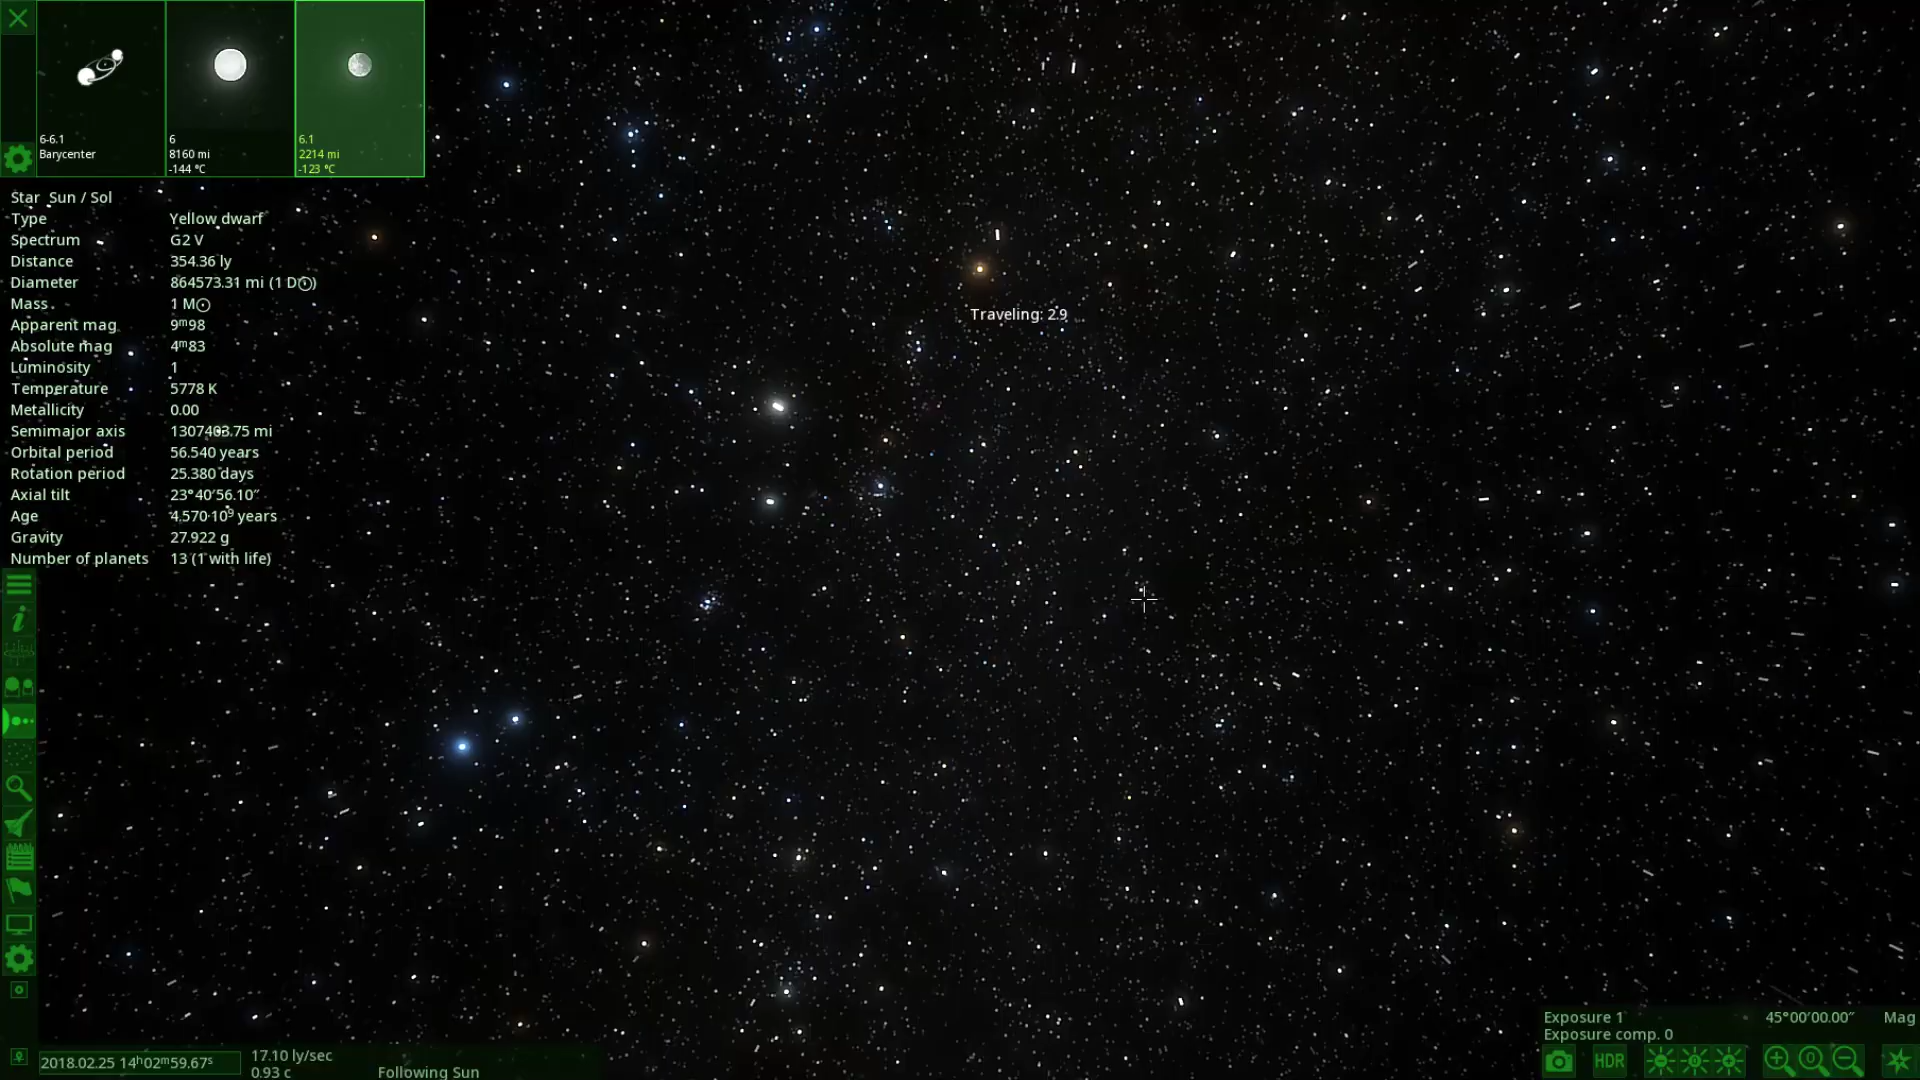 6-6.1
Barycenter
6
8160 mi
-144 °C
6.1
2214 mi
-123 °C
Star Sun / Sol
Type Yellow dwarf
Spectrum G2 V
Distance 354.36 ly
Diameter 864573.31 mi (1 D☉)
Mass 1 M☉
Apparent mag 9ᵐ98
Absolute mag 4ᵐ83
Luminosity 1
Temperature 5778 K
Metallicity 0.00
Semimajor axis 1307403.75 mi
Orbital period 56.540 years
Rotation period 25.380 days
Axial tilt 23°40′56.10″
Age 4.570·10⁹ years
Gravity 27.922 g
Number of planets 13 (1 with life)
Traveling: 2.9
Exposure 1 45°00′00.00″ Mag
Exposure comp. 0
HDR
0
2018.02.25 14ʰ02ᵐ59.67ˢ
17.10 ly/sec
0.93 c
Following Sun